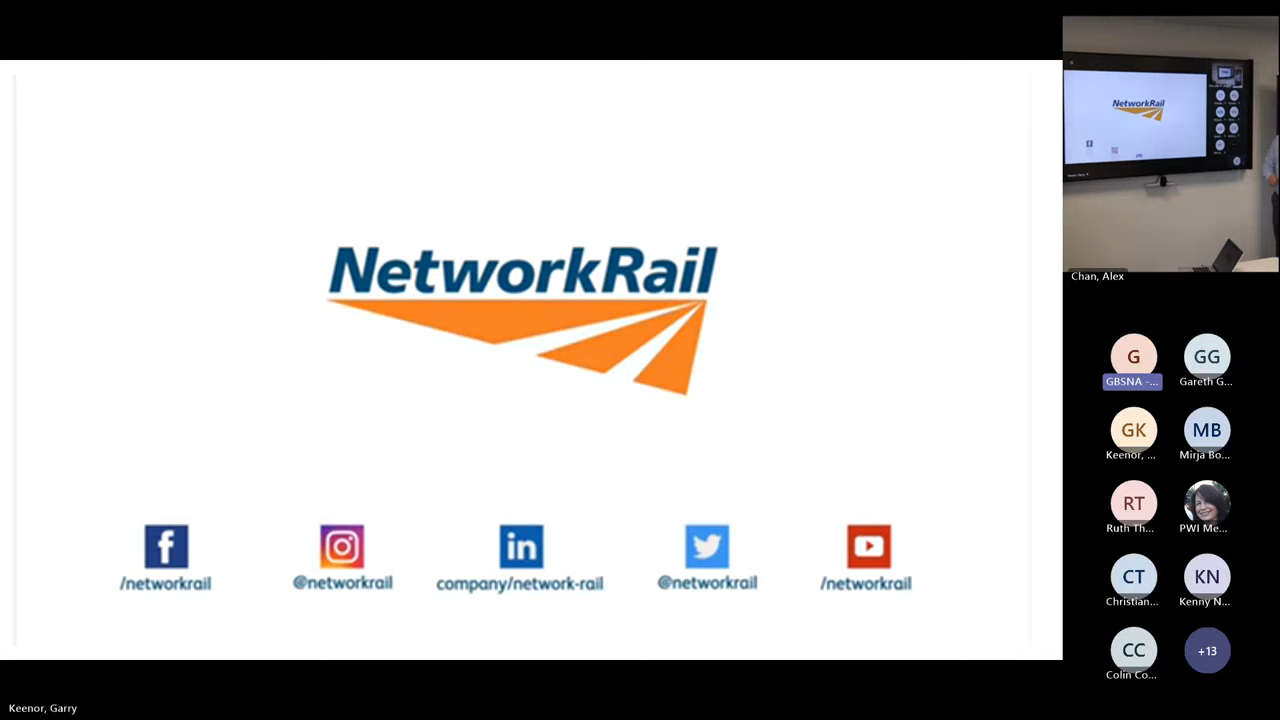 NetworkRail
/networkrail
@networkrail
company/network-rail
@networkrail
/networkrail
NetworkRail
Chan, Alex
G
GG
GBSNA -...
Gareth G...
GK
MB
Keenor, ...
Mirja Bo...
RT
Ruth Th...
PWI Me...
CT
KN
Christian...
Kenny N...
CC
+13
Colin Co...
Keenor, Garry